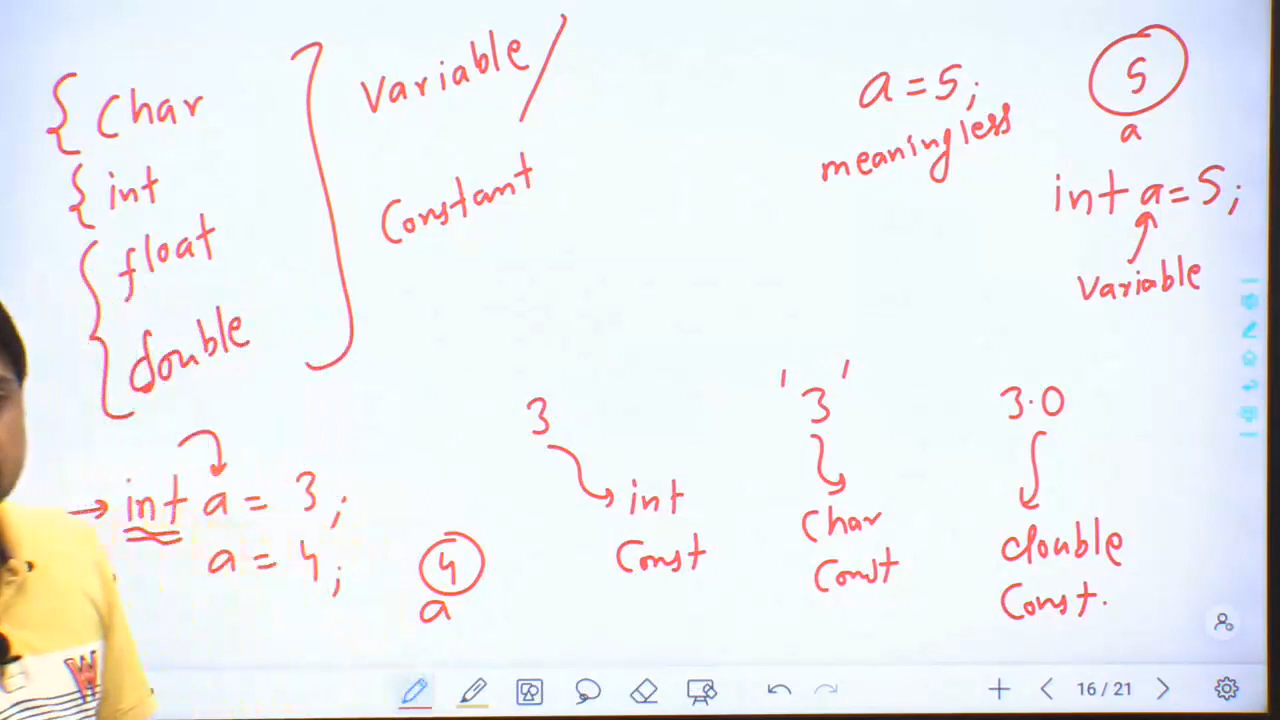 { Char
{ int
{ float
double
Variable /
Constant
a = 5;
meaningless
5
a
int a = 5;
Variable
3
int
Const
'3'
Char
Const
3.0
double
Const.
→ int a = 3;
a = 4;
4
a
W
16 / 21